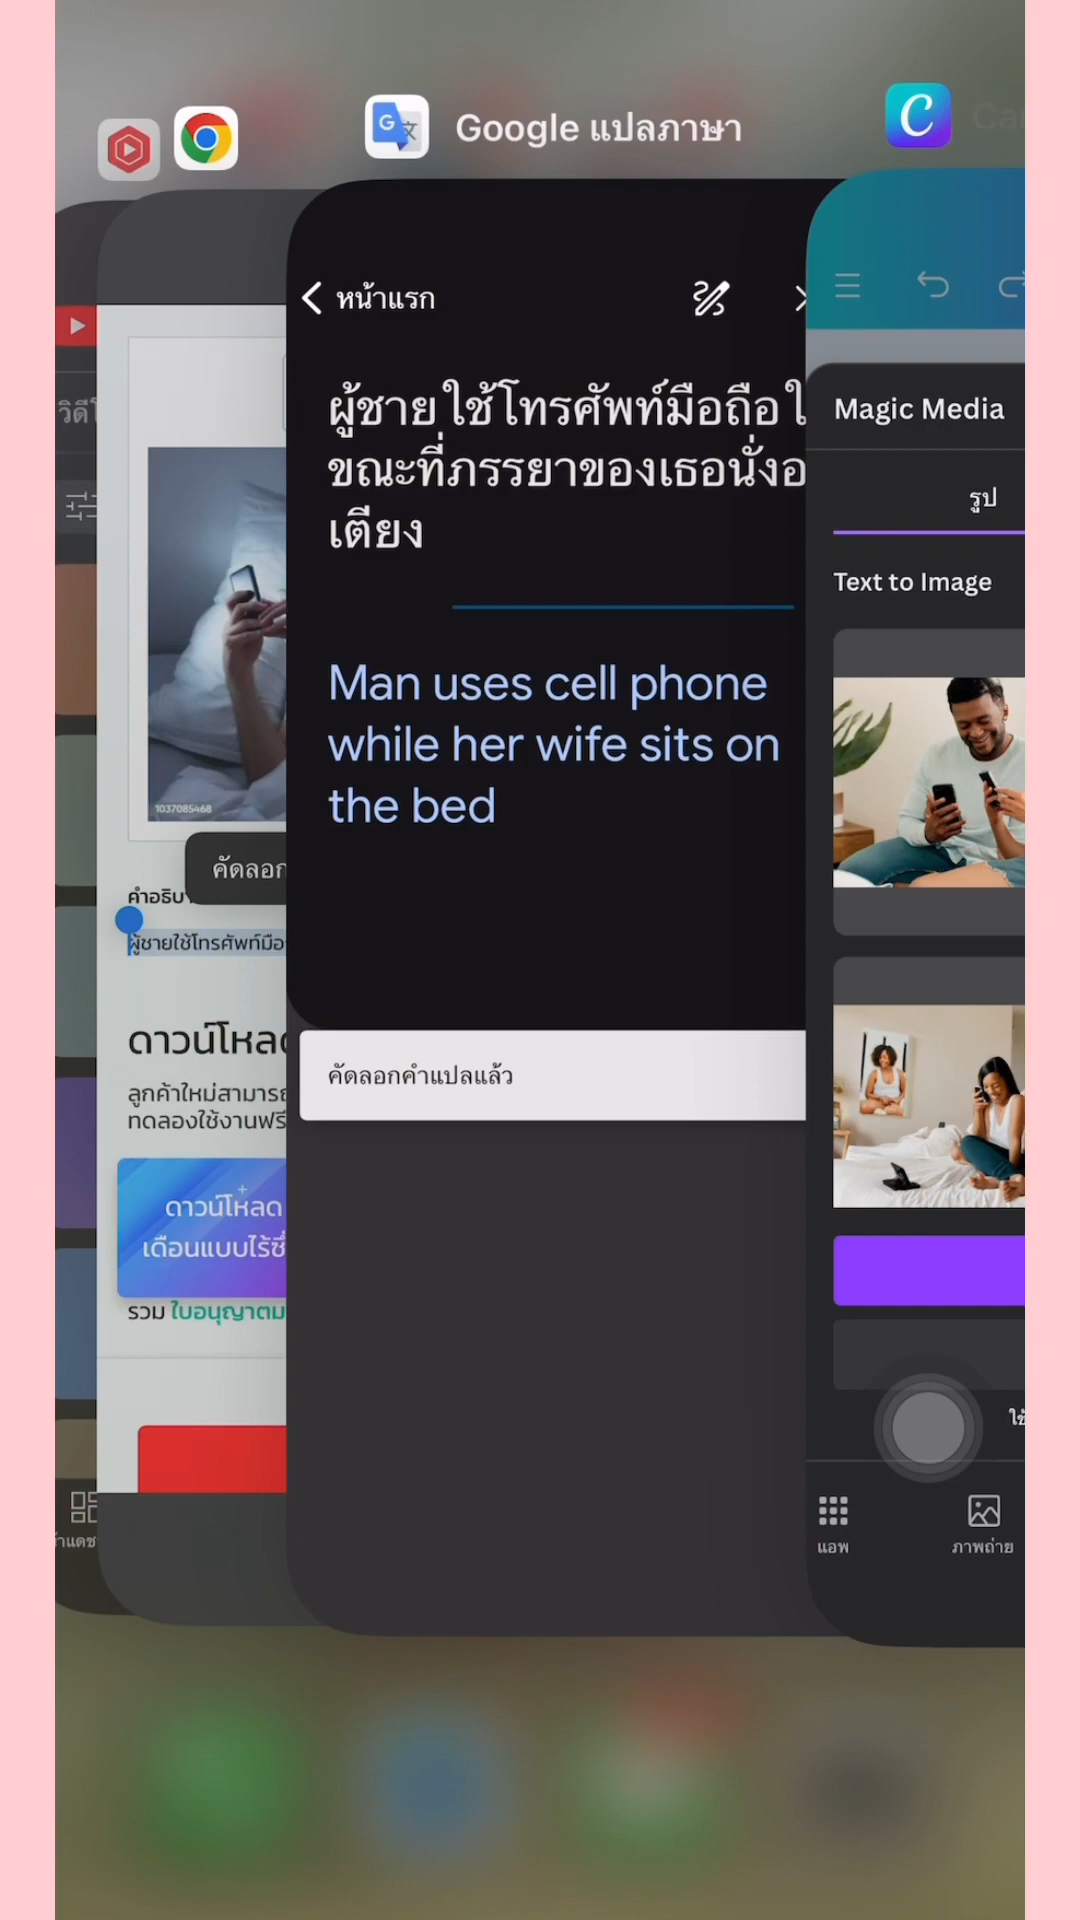 Google แปลภาษา
หน้าแรก
ผู้ชายใช้โทรศัพท์มือถือใ
ขณะที่ภรรยาของเธอนั่งอ
เตียง
Man uses cell phone
while her wife sits on
the bed
คัดลอกคำแปลแล้ว
วิดีโ
1037085468
คัดลอก
คำอธิบ
ผู้ชายใช้โทรศัพท์มือ
ดาวน์โหลด
ลูกค้าใหม่สามารถ
ทดลองใช้งานฟรี
ดาวน์โหลด
เดือนแบบไร้ซึ่
รวม ใบอนุญาตม
Magic Media
รูป
Text to Image
ใช้
แอพ
ภาพถ่าย